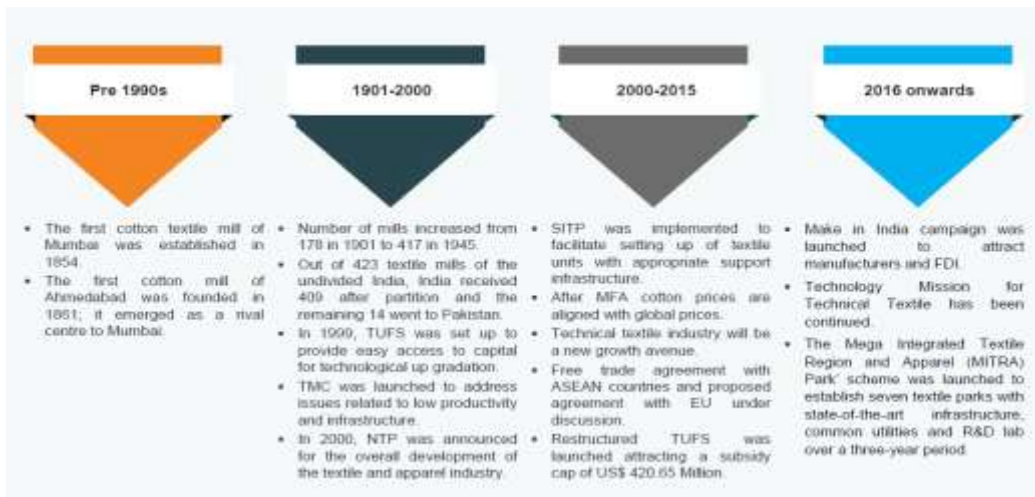 Pre 1990s
• The first cotton textile mill of
Mumbai was established in
1854.
• The first cotton mill of
Ahmedabad was founded in
1861; it emerged as a rival
centre to Mumbai.
1901-2000
• Number of mills increased from
178 in 1901 to 417 in 1945.
• Out of 423 textile mills of the
undivided India, India received
409 after partition and the
remaining 14 went to Pakistan.
• In 1999, TUFS was set up to
provide easy access to capital
for technological up gradation.
• TMC was launched to address
issues related to low productivity
and infrastructure.
• In 2000, NTP was announced
for the overall development of
the textile and apparel industry.
2000-2015
• SITP was implemented to
facilitate setting up of textile
units with appropriate support
infrastructure.
• After MFA cotton prices are
aligned with global prices.
• Technical textile industry will be
a new growth avenue.
• Free trade agreement with
ASEAN countries and proposed
agreement with EU under
discussion.
• Restructured TUFS was
launched attracting a subsidy
cap of US$ 420.65 Million.
2016 onwards
• Make in India campaign was
launched to attract
manufacturers and FDI.
• Technology Mission for
Technical Textile has been
continued.
• The Mega Integrated Textile
Region and Apparel (MITRA)
Park' scheme was launched to
establish seven textile parks with
state-of-the-art infrastructure,
common utilities and R&D lab
over a three-year period.